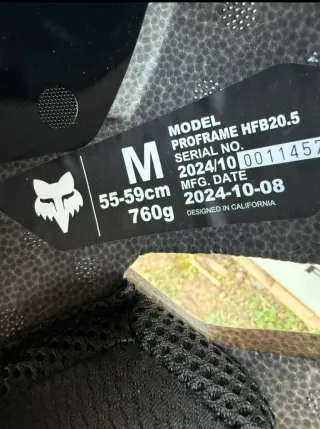 M
55-59cm
760g
MODEL
PROFRAME HFB20.5
SERIAL NO.
2024/10 0011457
MFG. DATE
2024-10-08
DESIGNED IN CALIFORNIA